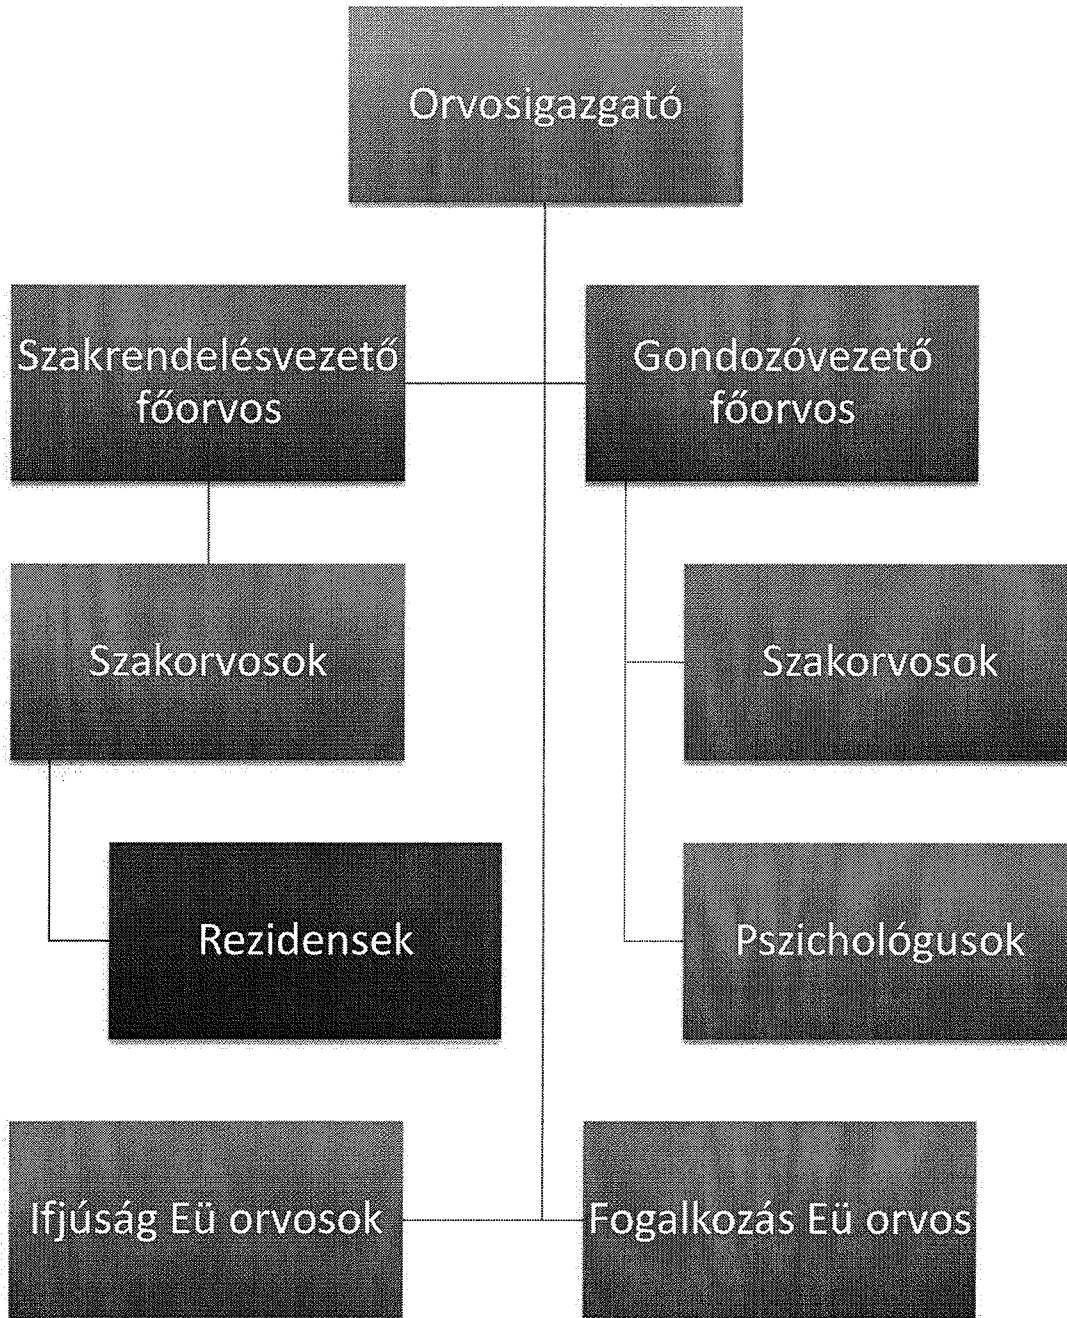 Orvosigazgató
Szakrendelésvezető
főorvos
Gondozóvezető
főorvos
Szakorvosok
Szakorvosok
Rezidensek
Pszichológusok
Ifjúság Eü orvosok
Fogalkozás Eü orvos